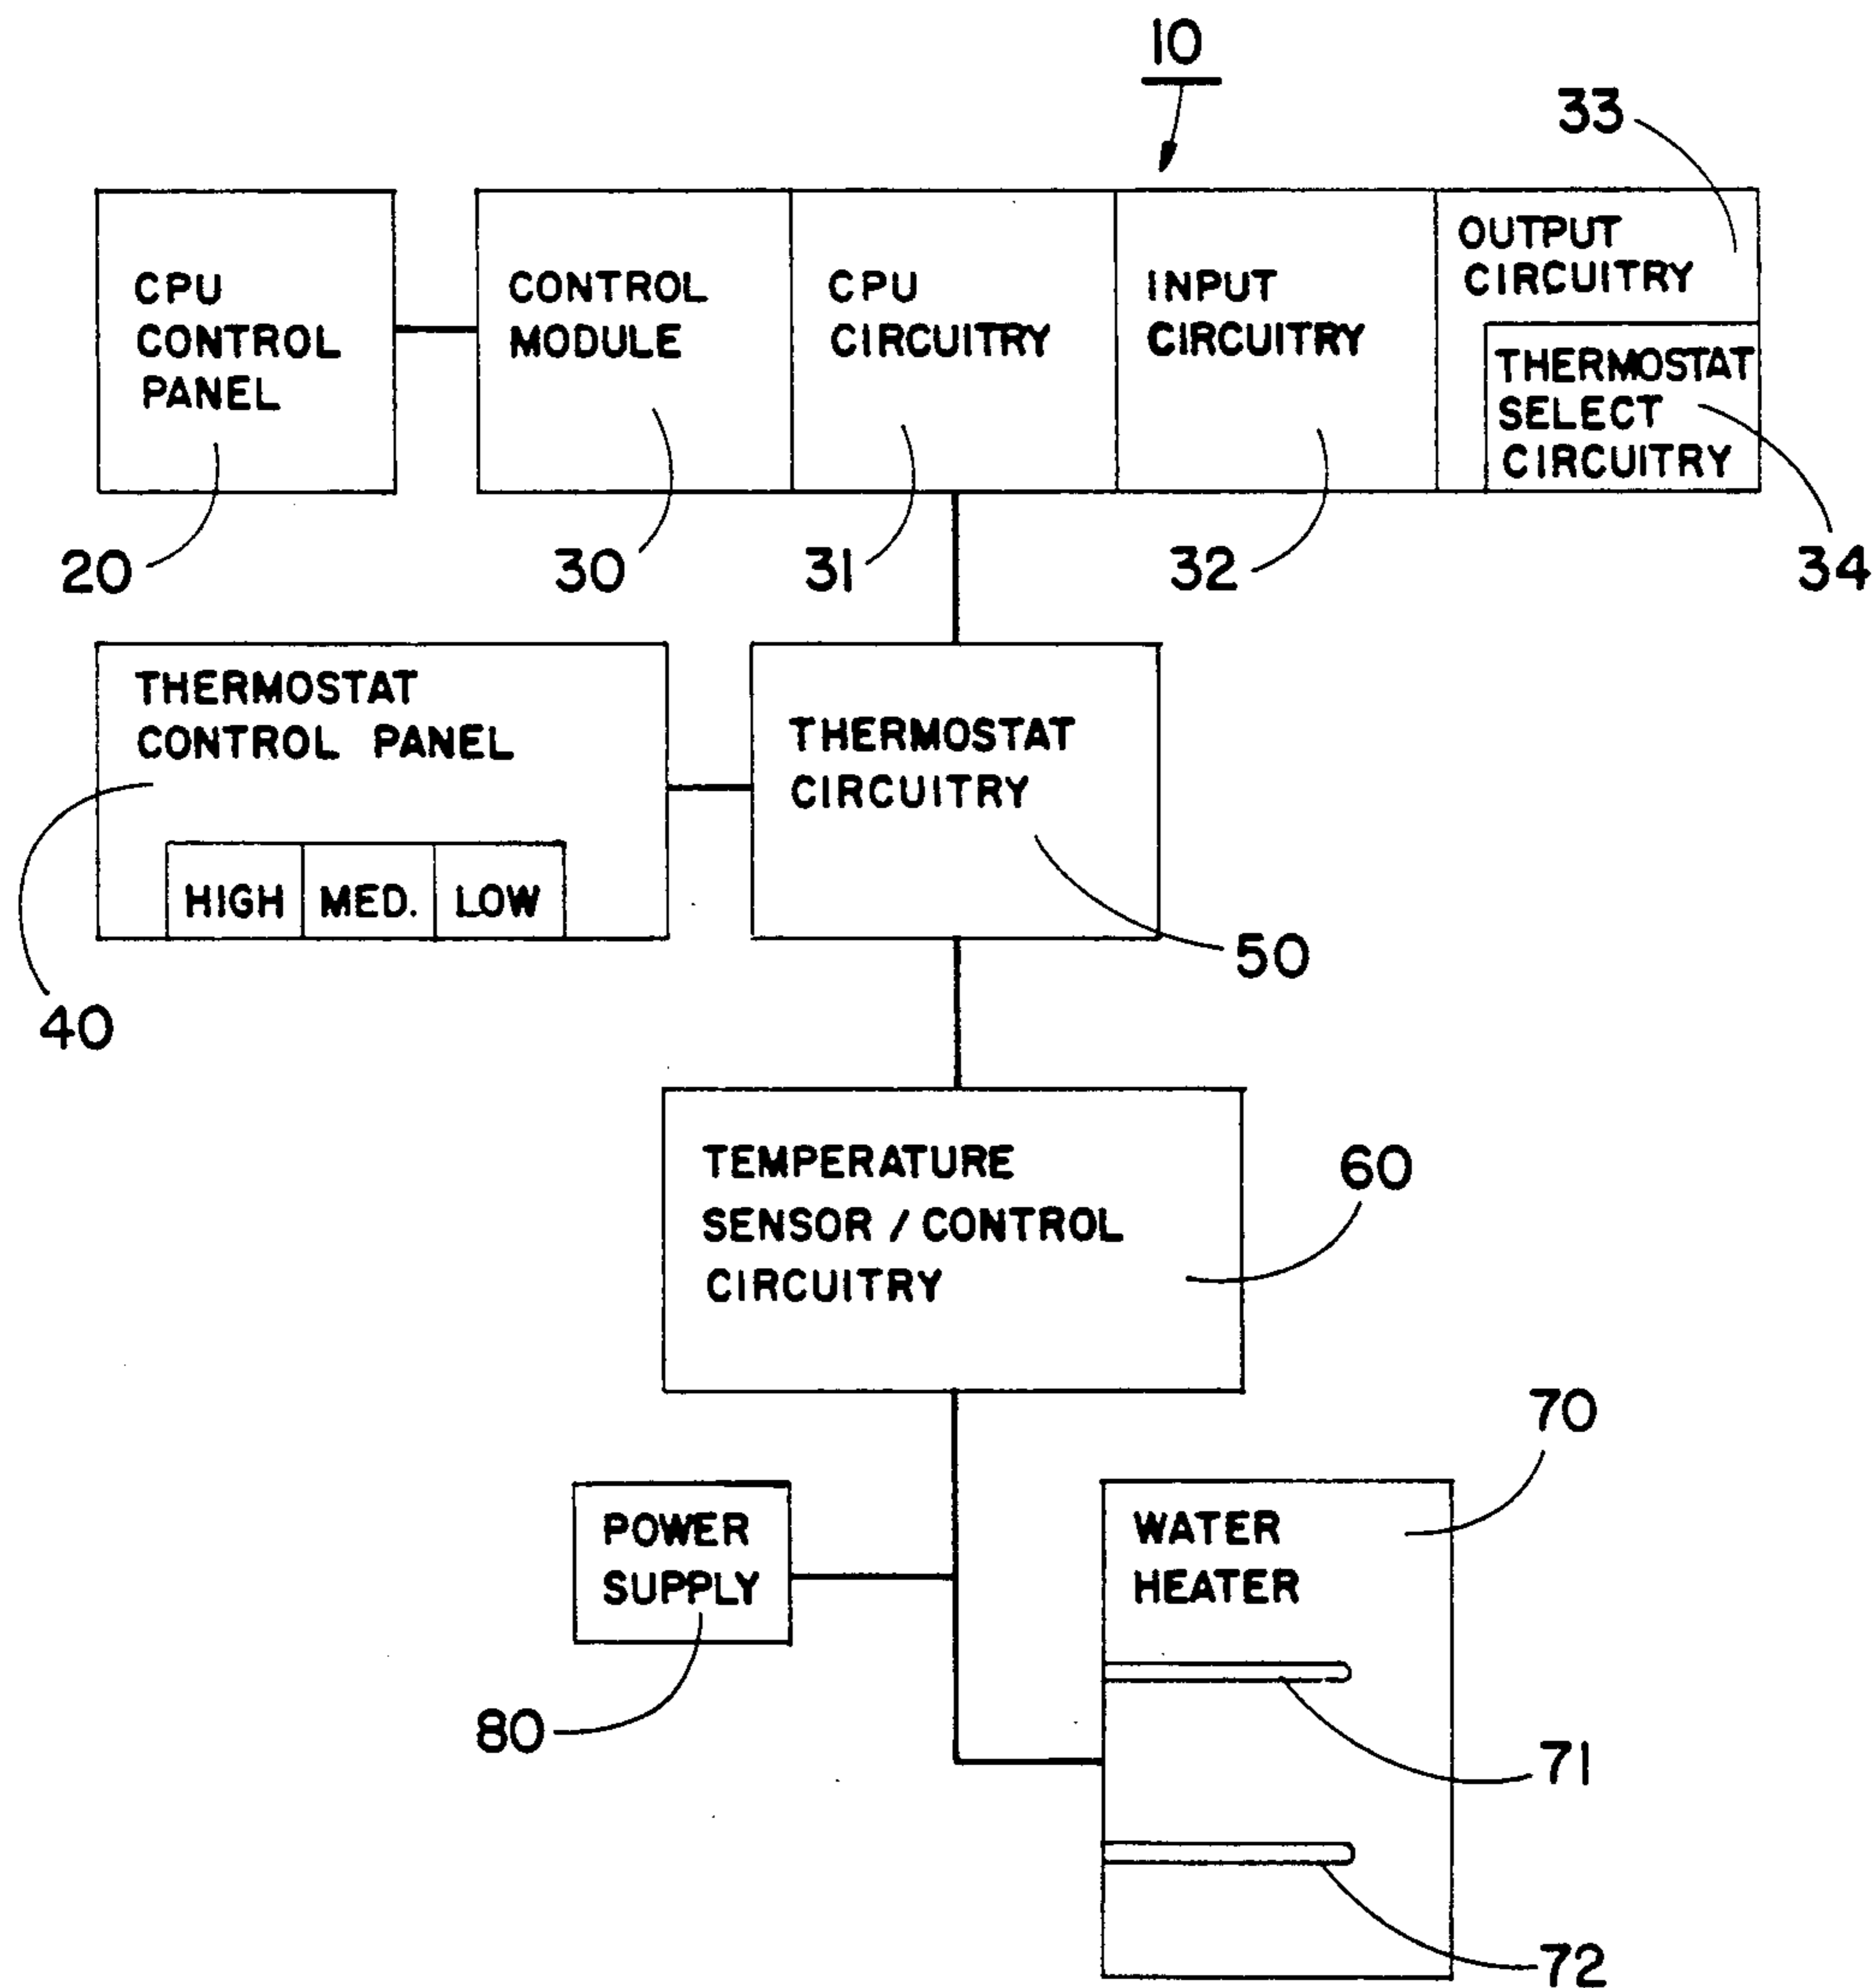 10
33
CPU
CONTROL
PANEL
CONTROL
MODULE
CPU
CIRCUITRY
INPUT
CIRCUITRY
OUTPUT
CIRCUITRY
THERMOSTAT
SELECT
CIRCUITRY
20
30
31
32
34
THERMOSTAT
CONTROL PANEL
HIGH
MED.
LOW
THERMOSTAT
CIRCUITRY
40
50
TEMPERATURE
SENSOR / CONTROL
CIRCUITRY
60
70
POWER
SUPPLY
WATER
HEATER
80
71
72